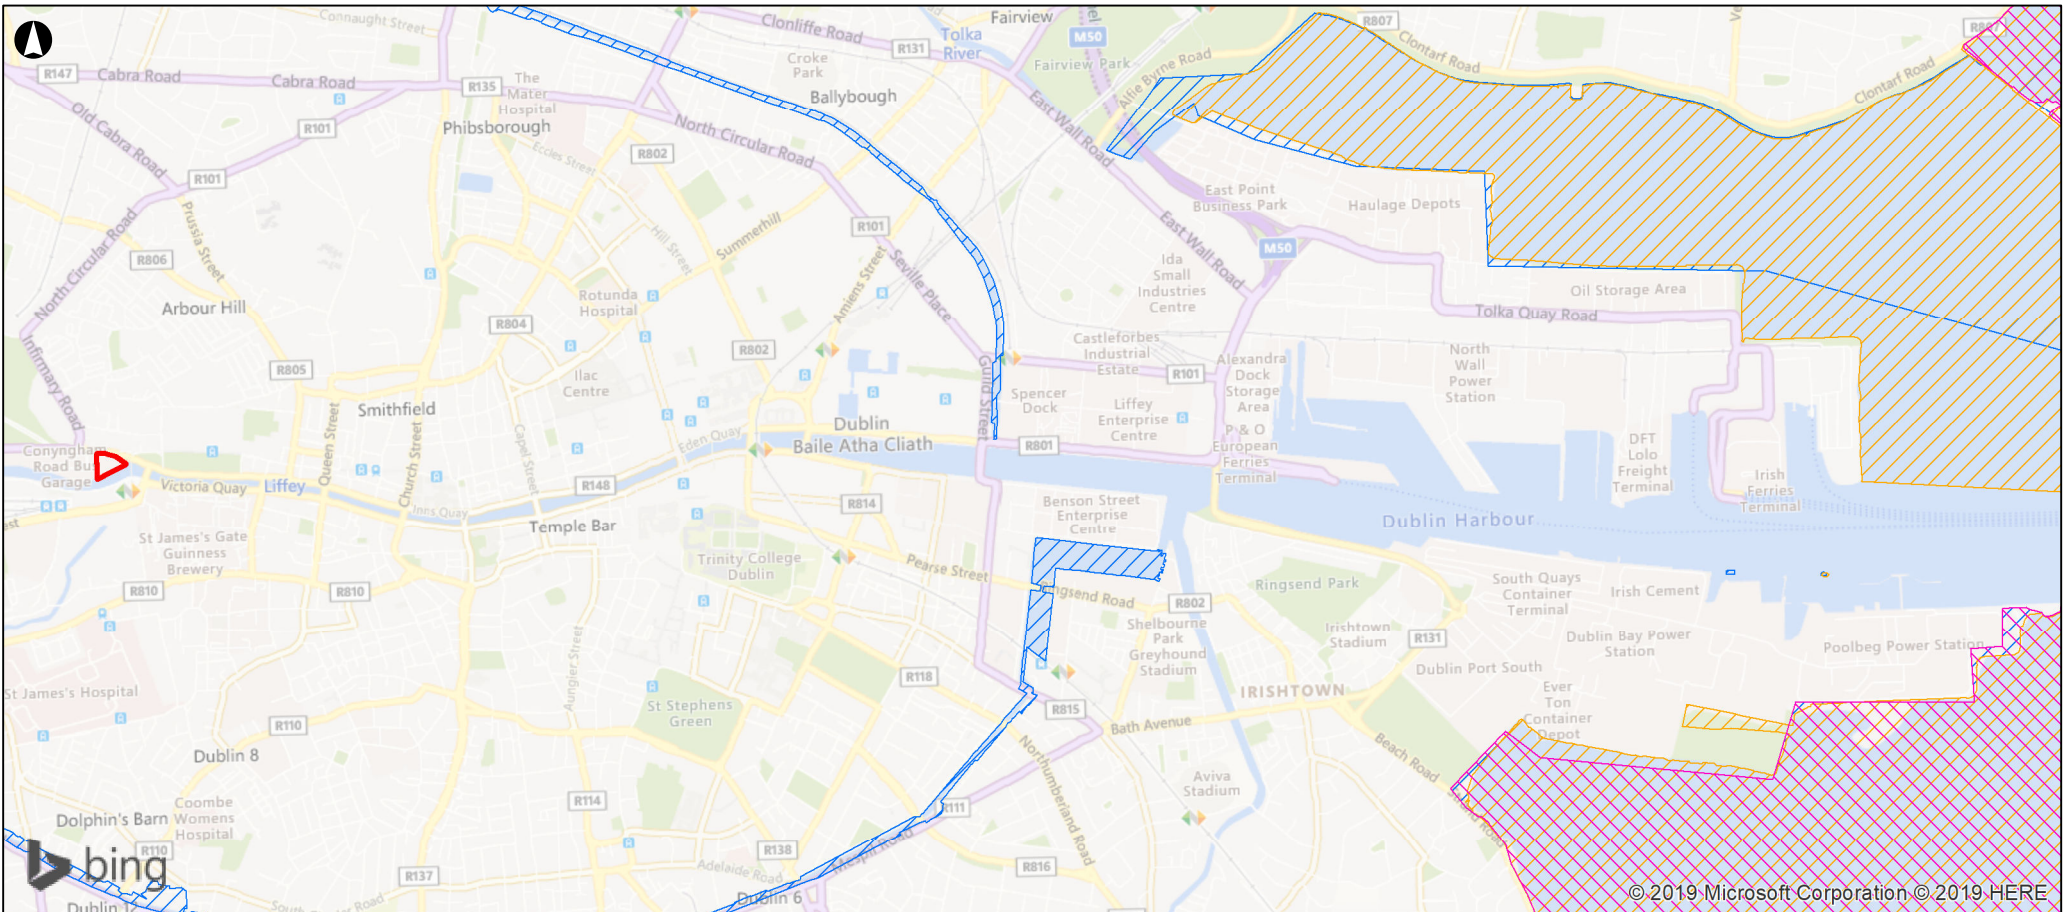 Connaught Street
Clonliffe Road
Fairview
R807
R131
Tolka
River
M50
Croke
Park
Fairview Park
Clontarf Road
Alfie Byrne Road
Clontarf Road
R147
Cabra Road
Cabra Road
R135
The
Mater
Hospital
Ballybough
Old Cabra Road
R101
Phibsborough
North Circular Road
East Wall Road
Eccles Street
R802
R101
Prussia Street
Hill Street
Summerhill
R101
East Point
Business Park
Haulage Depots
East Wall Road
M50
North Circular Road
R806
Seville Place
Ida
Small
Industries
Centre
Amiens Street
Arbour Hill
Rotunda
Hospital
Oil Storage Area
Tolka Quay Road
R804
Infirmary Road
R802
Castleforbes
Industrial
Estate
R101
Alexandra
Dock
Storage
Area
North
Wall
Power
Station
R805
Ilac
Centre
Guild Street
Spencer
Dock
Liffey
Enterprise
Centre
Smithfield
Queen Street
Church Street
Capel Street
Eden Quay
Dublin
Baile Atha Cliath
R801
P & O
European
Ferries
Terminal
DFT
Lolo
Freight
Terminal
Irish
Ferries
Terminal
Conyngham
Road Bus
Garage
Victoria Quay
Liffey
R148
Inns Quay
Temple Bar
R814
Benson Street
Enterprise
Centre
Dublin Harbour
St James's Gate
Guinness
Brewery
Trinity College
Dublin
Pearse Street
Ringsend Road
Ringsend Park
R810
R810
R802
South Quays
Container
Terminal
Irish Cement
Shelbourne
Park
Greyhound
Stadium
Irishtown
Stadium
R131
Dublin Bay Power
Station
Poolbeg Power Station
Dublin Port South
Aungier Street
St James's Hospital
R118
IRISHTOWN
St Stephens
Green
R815
Bath Avenue
Ever
Ton
Container
Depot
R110
Dublin 8
Northumberland Road
Beach Road
Aviva
Stadium
Strand Road
Coombe
Womens
Hospital
R114
R111
Dolphin's Barn
R110
Mespil Road
R138
R816
Adelaide Road
R137
bing
Dublin 6
South Circular Road
Dublin 12
© 2019 Microsoft Corporation © 2019 HERE